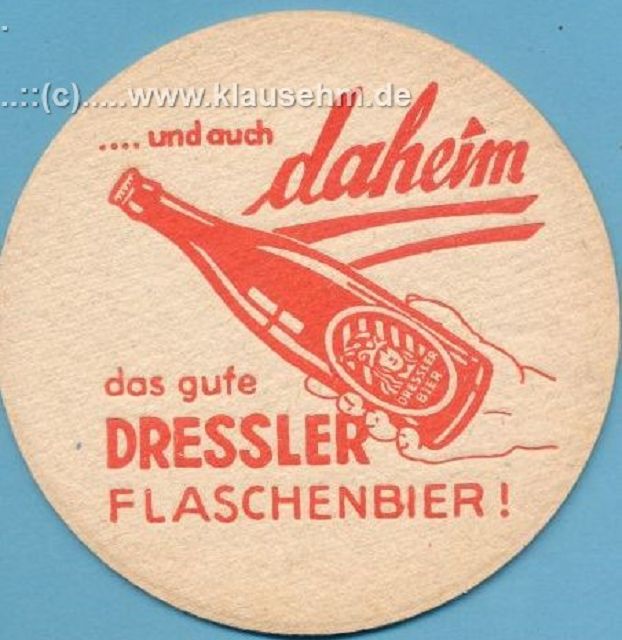 ..::(c).....www.klausehm.de
.... und auch
daheim
DRESSLER
BIER
das gute
DRESSLER
FLASCHENBIER!